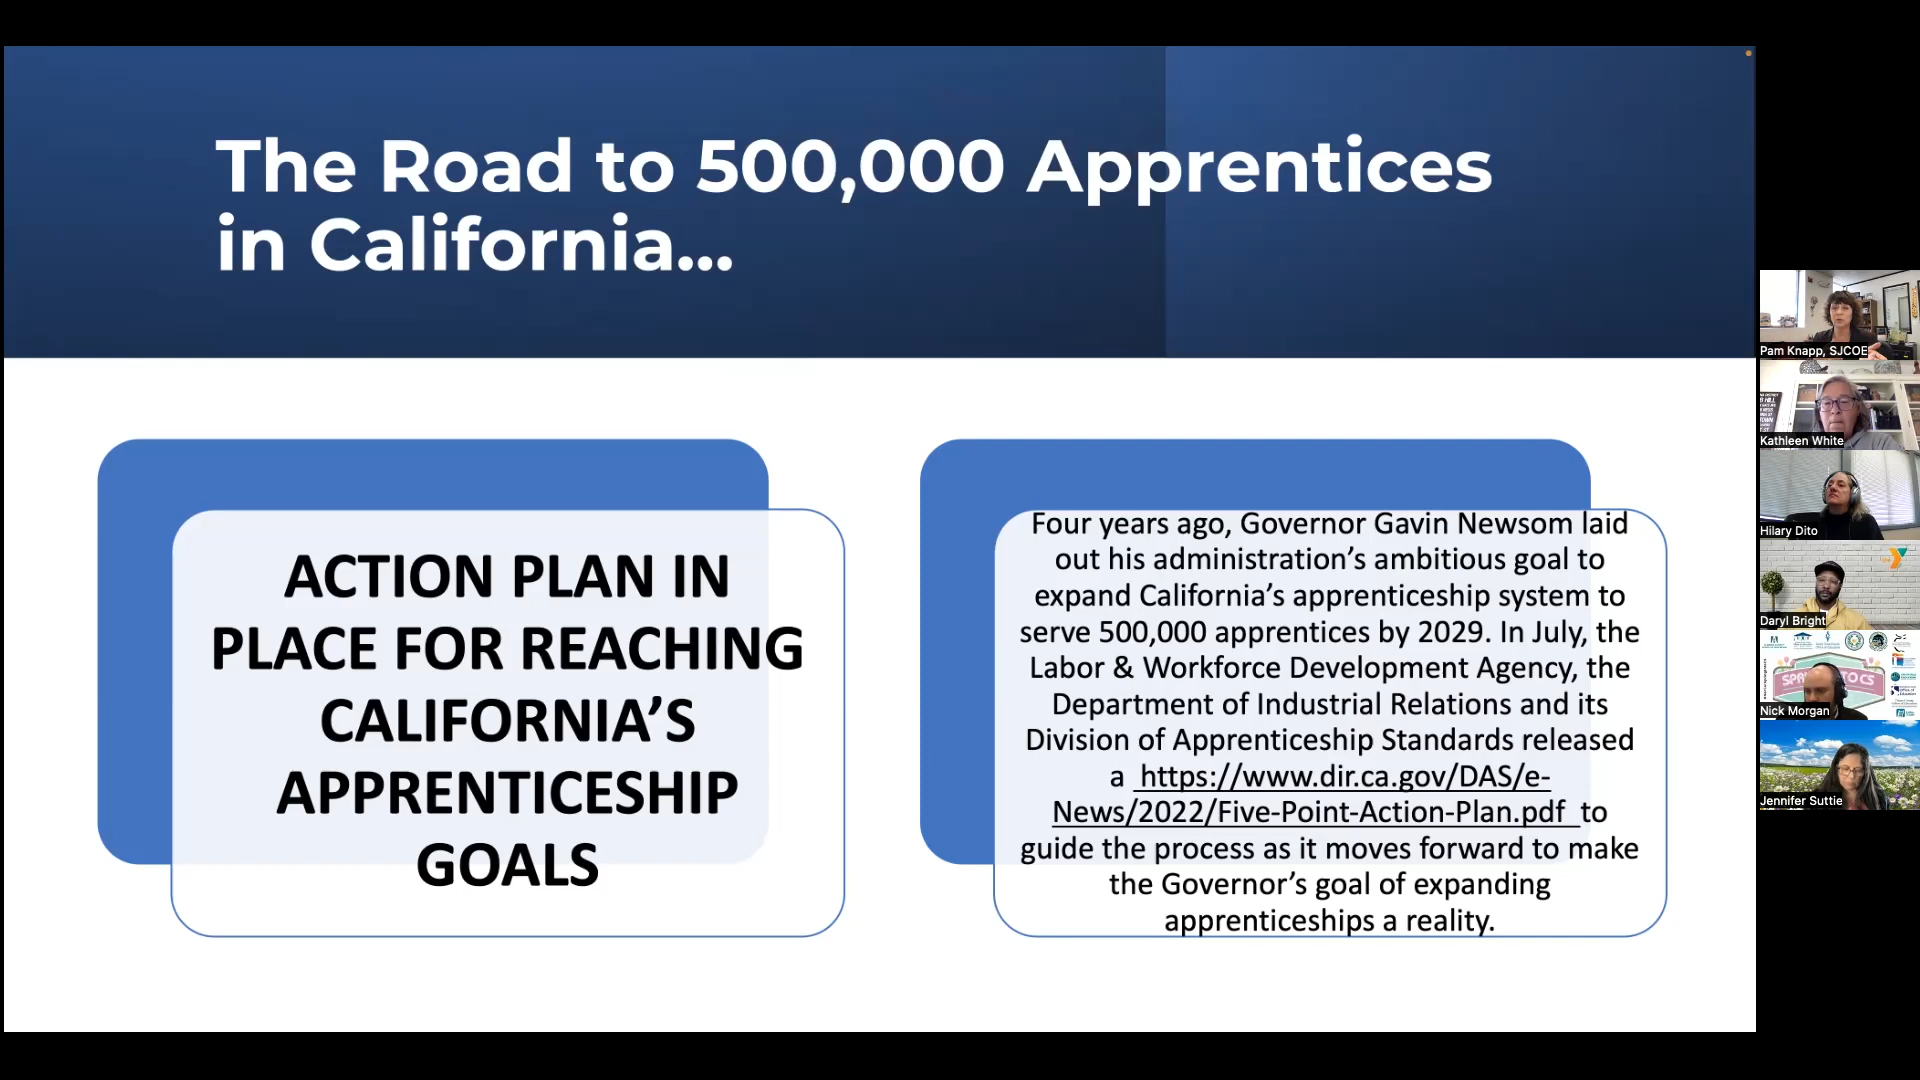 The Road to 500,000 Apprentices
in California...
ACTION PLAN IN
PLACE FOR REACHING
CALIFORNIA’S
APPRENTICESHIP
GOALS
Four years ago, Governor Gavin Newsom laid
out his administration’s ambitious goal to
expand California’s apprenticeship system to
serve 500,000 apprentices by 2029. In July, the
Labor & Workforce Development Agency, the
Department of Industrial Relations and its
Division of Apprenticeship Standards released
a https://www.dir.ca.gov/DAS/e-
News/2022/Five-Point-Action-Plan.pdf to
guide the process as it moves forward to make
the Governor’s goal of expanding
apprenticeships a reality.
Pam Knapp, SJCOE
Kathleen White
Hilary Dito
Daryl Bright
Nick Morgan
Jennifer Suttie